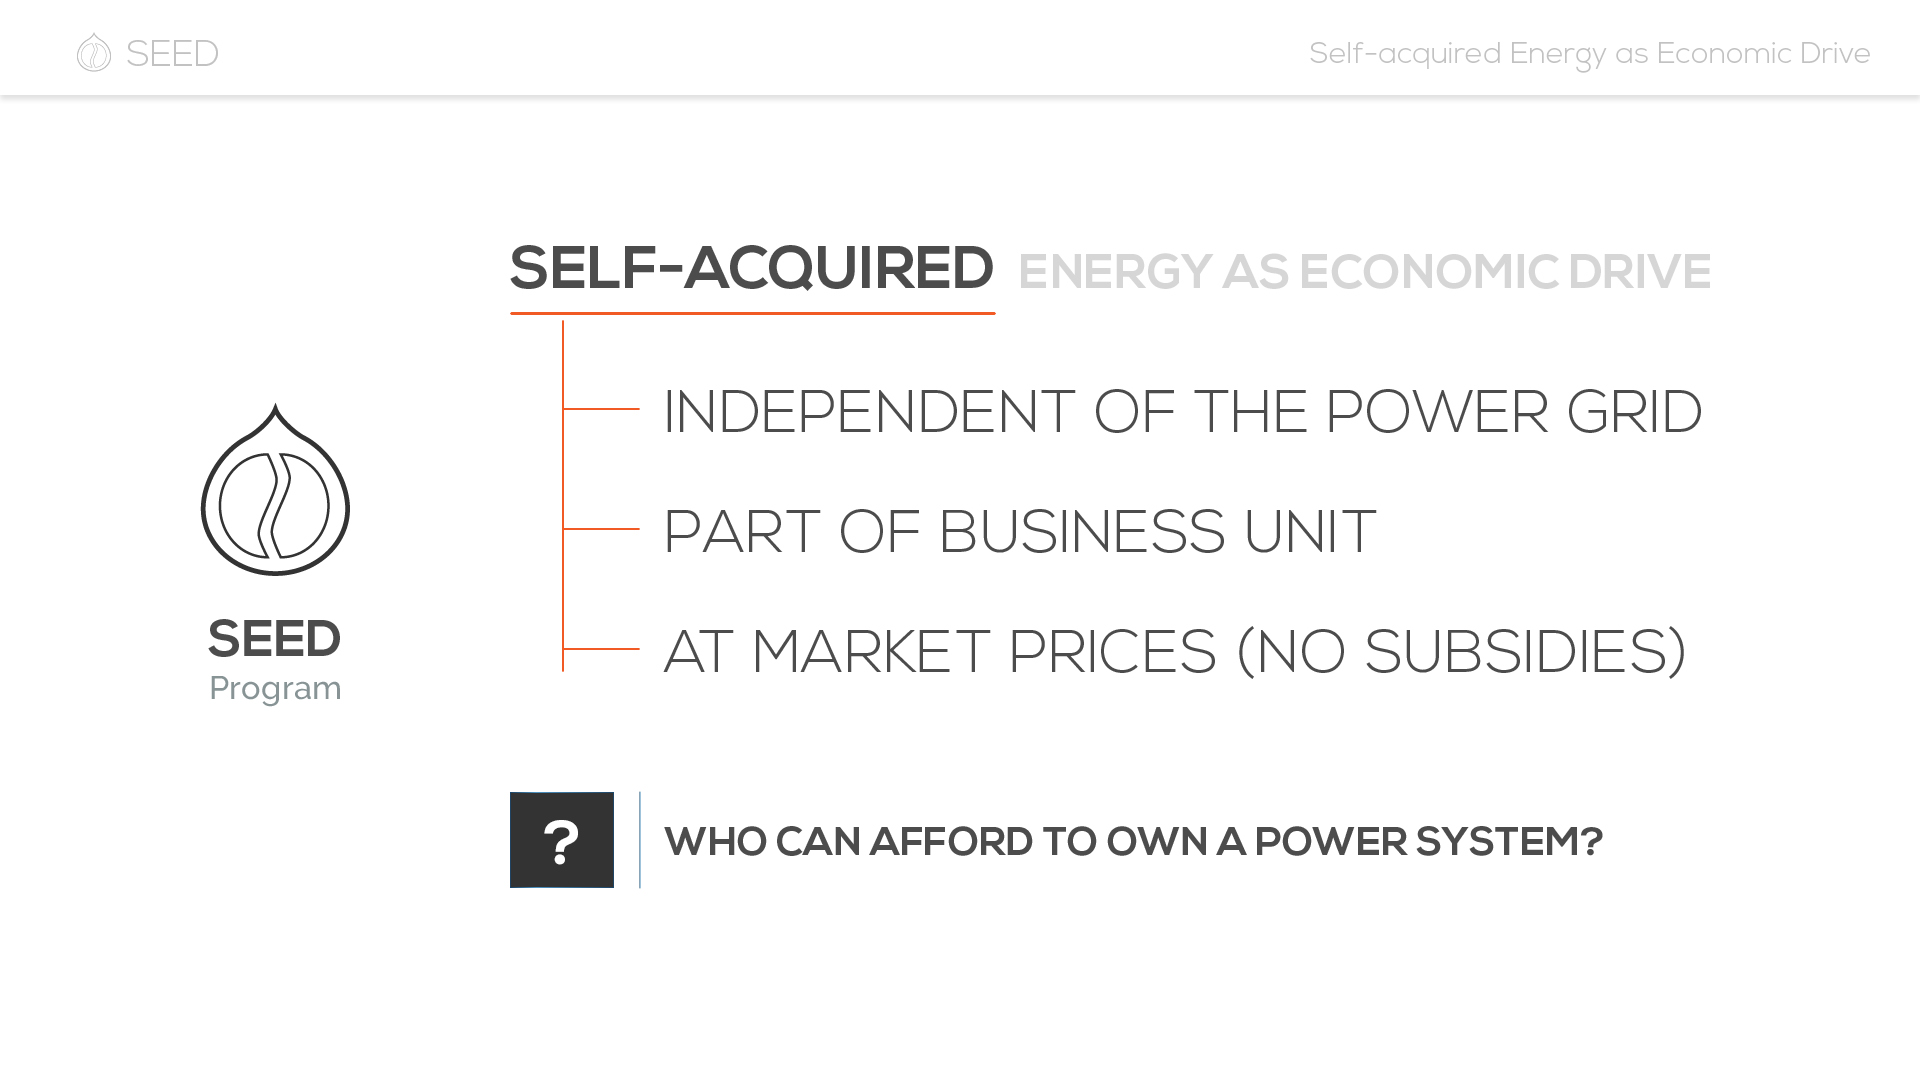 SEED
Self-acquired Energy as Economic Drive
SELF-ACQUIRED ENERGY AS ECONOMIC DRIVE
INDEPENDENT OF THE POWER GRID
PART OF BUSINESS UNIT
AT MARKET PRICES (NO SUBSIDIES)
SEED
Program
?
WHO CAN AFFORD TO OWN A POWER SYSTEM?